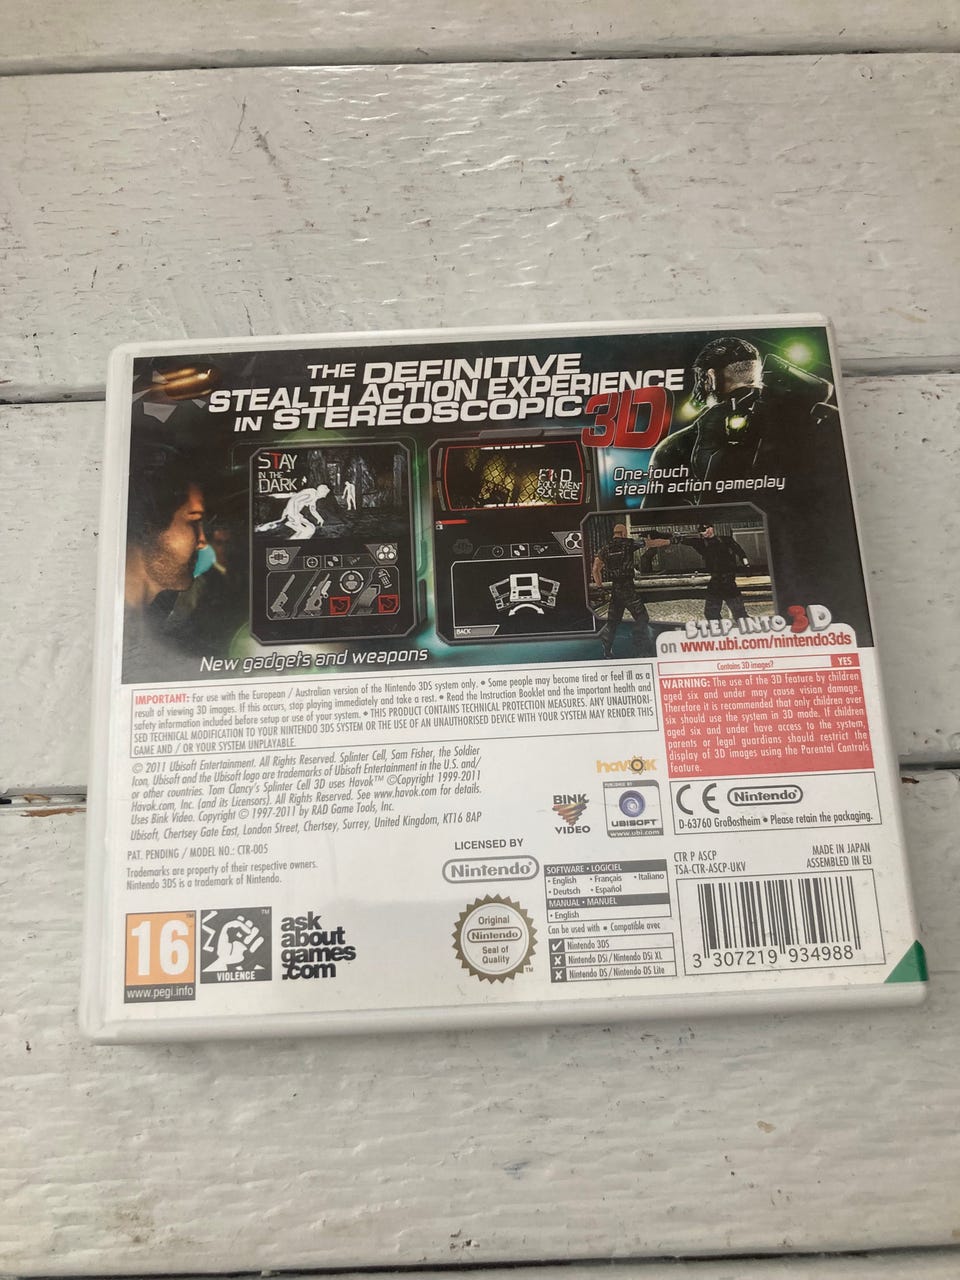 THE DEFINITIVE
STEALTH ACTION EXPERIENCE
IN STEREOSCOPIC 3D
STAY
IN THE
DARK
One-touch
stealth action gameplay
BACK
New gadgets and weapons
STEP INTO 3D
on www.ubi.com/nintendo3ds
Contains 3D images? YES
IMPORTANT: For use with the European / Australian version of the Nintendo 3DS system only. • Some people may become tired or feel ill as a
result of viewing 3D images. If this occurs, stop playing immediately and take a rest. • Read the Instruction Booklet and the important health and
safety information included before setup or use of your system. • THIS PRODUCT CONTAINS TECHNICAL PROTECTION MEASURES. ANY UNAUTHORI-
SED TECHNICAL MODIFICATION TO YOUR NINTENDO 3DS SYSTEM OR THE USE OF AN UNAUTHORISED DEVICE WITH YOUR SYSTEM MAY RENDER THIS
GAME AND / OR YOUR SYSTEM UNPLAYABLE.
WARNING: The use of the 3D feature by children
aged six and under may cause vision damage.
Therefore it is recommended that only children over
six should use the system in 3D mode. If children
aged six and under have access to the system,
parents or legal guardians should restrict the
display of 3D images using the Parental Controls
feature.
© 2011 Ubisoft Entertainment. All Rights Reserved. Splinter Cell, Sam Fisher, the Soldier
Icon, Ubisoft and the Ubisoft logo are trademarks of Ubisoft Entertainment in the U.S. and/
or other countries. Tom Clancy's Splinter Cell 3D uses Havok™ ©Copyright 1999-2011
Havok.com, Inc. (and its Licensors). All Rights Reserved. See www.havok.com for details.
Uses Bink Video. Copyright © 1997-2011 by RAD Game Tools, Inc.
Ubisoft, Chertsey Gate East, London Street, Chertsey, Surrey, United Kingdom, KT16 8AP
havok
BINK
VIDEO
PUBLISHED BY
UBISOFT
www.ubi.com
CE Nintendo
D-63760 Großostheim • Please retain the packaging.
PAT. PENDING / MODEL NO.: CTR-005
Trademarks are property of their respective owners.
Nintendo 3DS is a trademark of Nintendo.
LICENSED BY
Nintendo
SOFTWARE • LOGICIEL
• English • Français • Italiano
• Deutsch • Español
MANUAL • MANUEL
• English
Can be used with • Compatible avec
Nintendo 3DS
Nintendo DSi/ Nintendo DSi XL
Nintendo DS/ Nintendo DS Lite
CTR P ASCP
TSA-CTR-ASCP-UKV
MADE IN JAPAN
ASSEMBLED IN EU
3 307219 934988
16
www.pegi.info
VIOLENCE
ask
about
games
.com
Original
Nintendo
Seal of
Quality